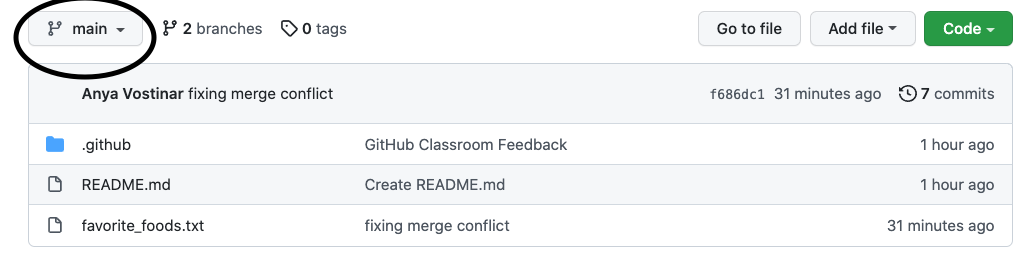 main 2 branches 0 tags Go to file Add file Code
Anya Vostinar fixing merge conflict f686dc1 31 minutes ago 7 commits
.github GitHub Classroom Feedback 1 hour ago
README.md Create README.md 1 hour ago
favorite_foods.txt fixing merge conflict 31 minutes ago